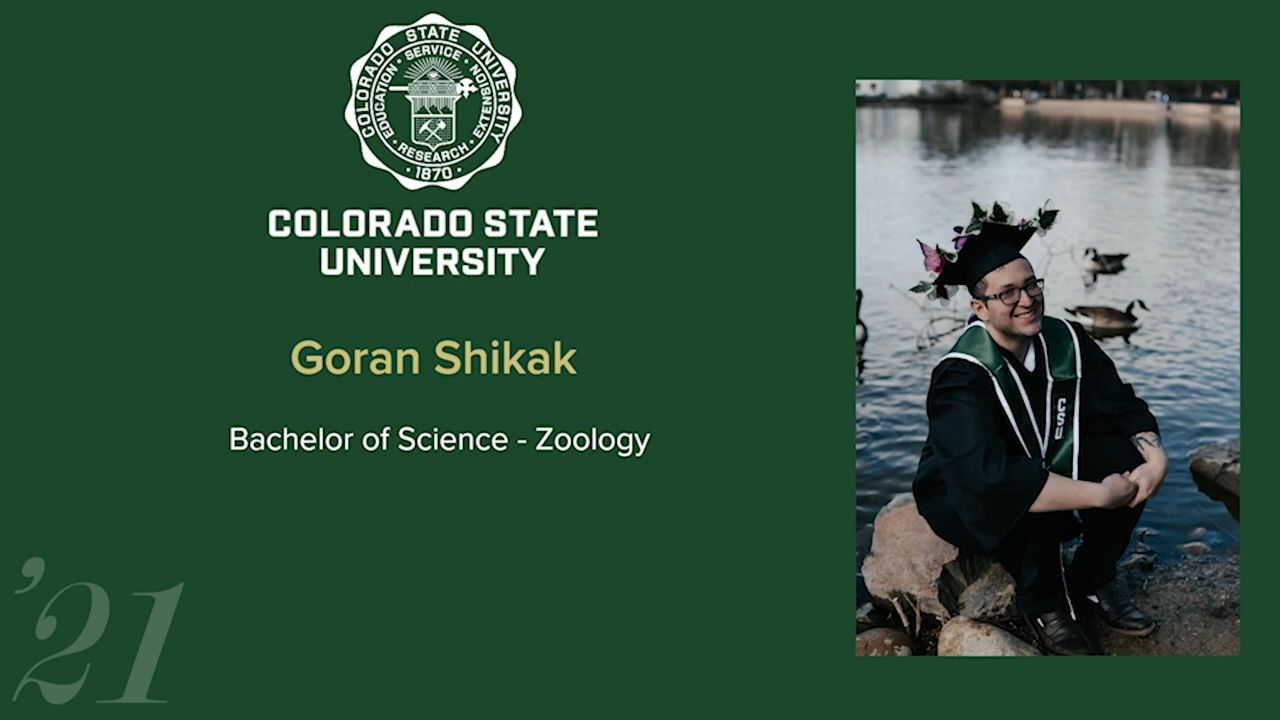 COLORADO STATE UNIVERSITY
EDUCATION • SERVICE • EXTENSION
• RESEARCH •
• 1870 •
COLORADO STATE
UNIVERSITY
Goran Shikak
Bachelor of Science - Zoology
’21
CSU